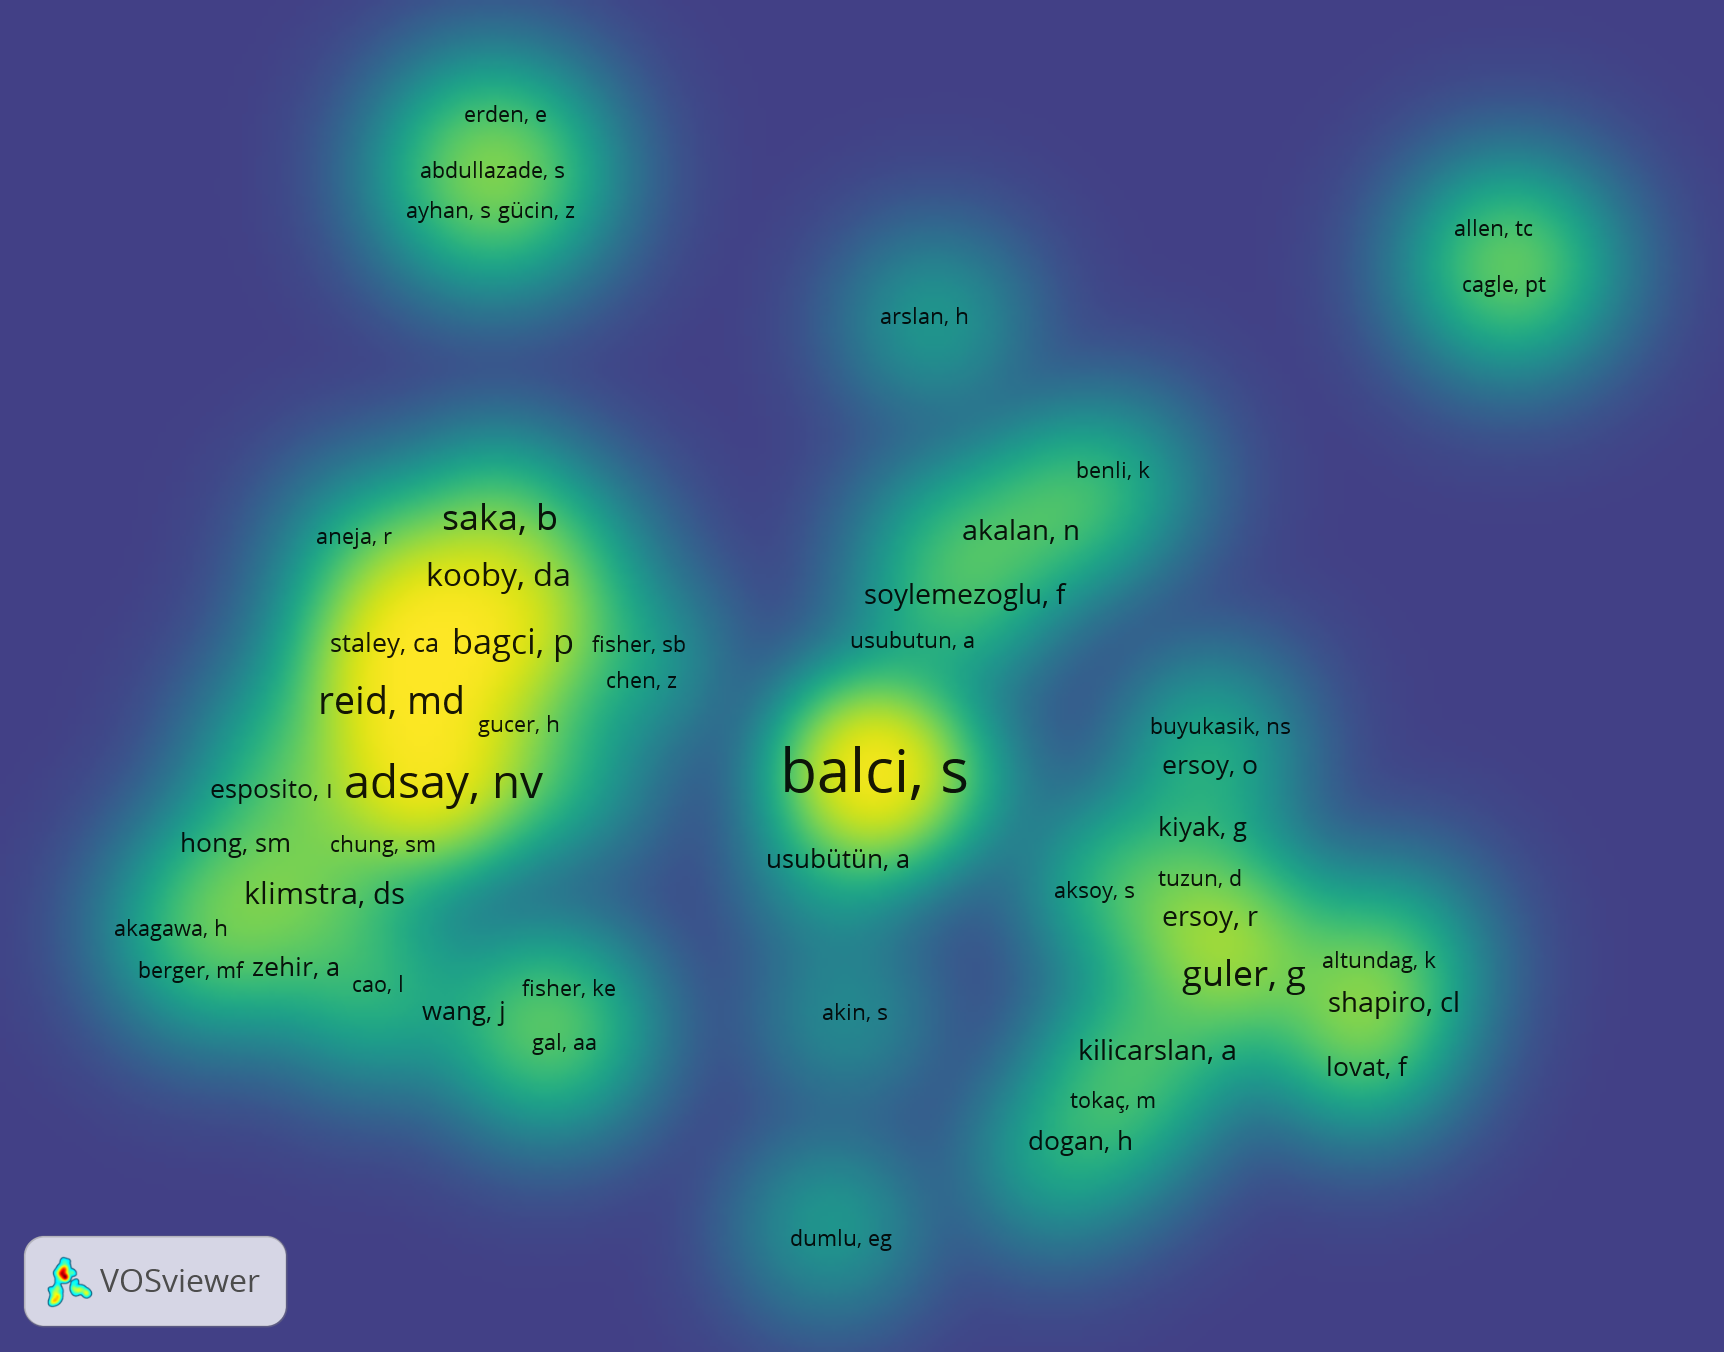 erden, e
abdullazade, s
ayhan, s gücin, z
allen, tc
cagle, pt
arslan, h
benli, k
akalan, n
soylemezoglu, f
usubutun, a
saka, b
aneja, r
kooby, da
staley, ca
bagci, p
fisher, sb
chen, z
reid, md
gucer, h
adsay, nv
esposito, ı
hong, sm
chung, sm
klimstra, ds
akagawa, h
berger, mf
zehir, a
cao, l
wang, j
fisher, ke
gal, aa
balci, s
usubütün, a
akin, s
dumlu, eg
buyukasik, ns
ersoy, o
kiyak, g
tuzun, d
aksoy, s
ersoy, r
guler, g
altundag, k
shapiro, cl
lovat, f
kilicarslan, a
tokaç, m
dogan, h
VOSviewer